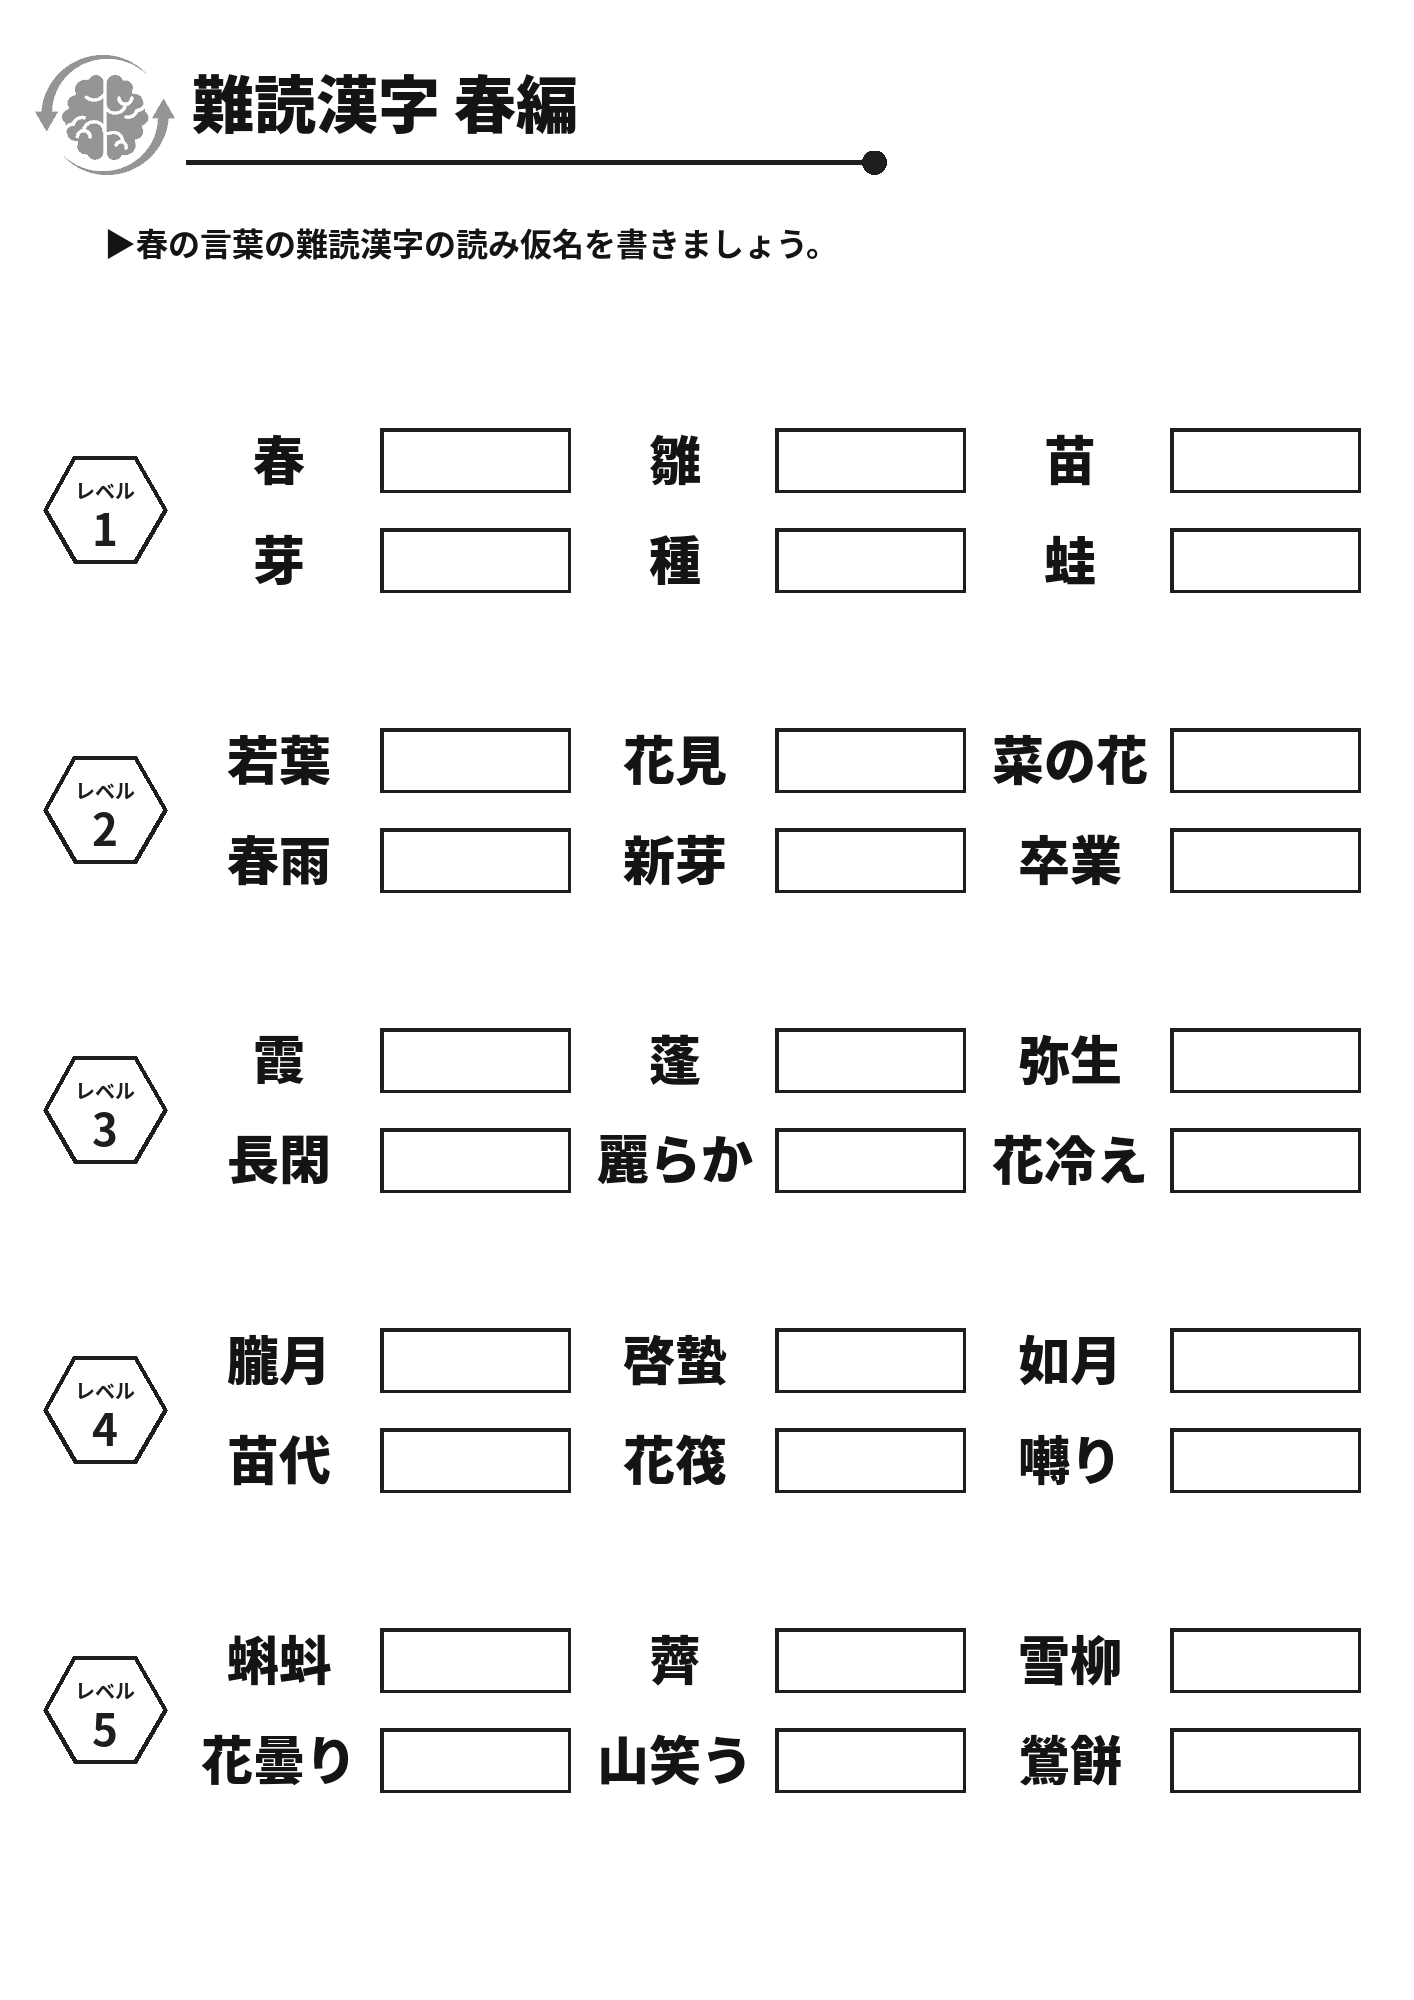 難読漢字 春編
▶春の言葉の難読漢字の読み仮名を書きましょう。
レベル
1
春 雛 苗
芽 種 蛙
レベル
2
若葉 花見 菜の花
春雨 新芽 卒業
レベル
3
霞 蓬 弥生
長閑 麗らか 花冷え
レベル
4
朧月 啓蟄 如月
苗代 花筏 囀り
レベル
5
蝌蚪 薺 雪柳
花曇り 山笑う 鶯餅